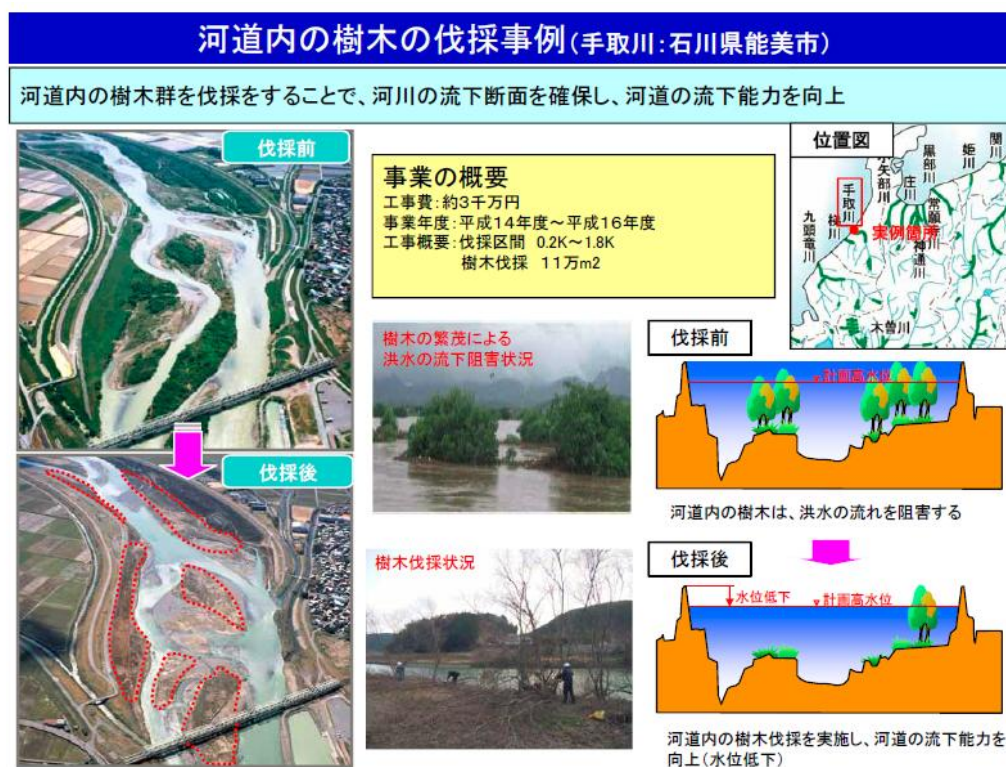 河道内の樹木の伐採事例(手取川:石川県能美市)
河道内の樹木群を伐採をすることで、河川の流下断面を確保し、河道の流下能力を向上
伐採前
事業の概要
工事費:約3千万円
事業年度:平成14年度～平成16年度
工事概要:伐採区間 0.2K～1.8K
樹木伐採 11万m2
位置図
関川
姫川
黒部川
小矢部川
庄川
常願寺川
神通川
手取川
梯川
九頭竜川
実例箇所
木曽川
樹木の繁茂による
洪水の流下阻害状況
伐採前
計画高水位
河道内の樹木は、洪水の流れを阻害する
伐採後
樹木伐採状況
伐採後
水位低下
計画高水位
河道内の樹木伐採を実施し、河道の流下能力を
向上(水位低下)